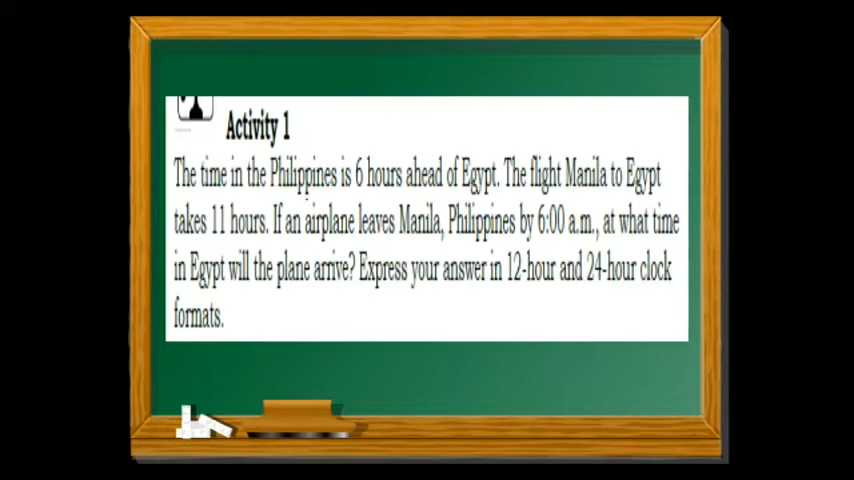 Activity 1
The time in the Philippines is 6 hours ahead of Egypt. The flight Manila to Egypt
takes 11 hours. If an airplane leaves Manila, Philippines by 6:00 a.m., at what time
in Egypt will the plane arrive? Express your answer in 12-hour and 24-hour clock
formats.